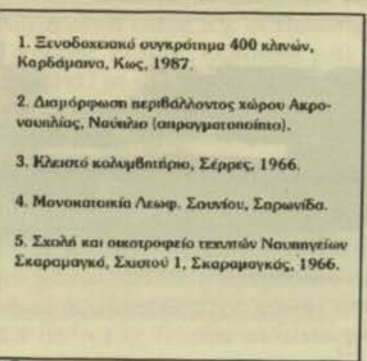 1. Ξενοδοχειακό συγκρότημα 400 κλινών,
Καρδάμαινα, Κως, 1987.
2. Διαμόρφωση περιβάλλοντος χώρου Ακρο-
ναυπλίας, Ναύπλιο (απραγματοποίητο).
3. Κλειστό κολυμβητήριο, Σέρρες, 1966.
4. Μονοκατοικία Λεωφ. Σουνίου, Σαρωνίδα.
5. Σχολή και οικοτροφείο τεχνιτών Ναυπηγείων
Σκαραμαγκά, Σχιστού 1, Σκαραμαγκάς, 1966.